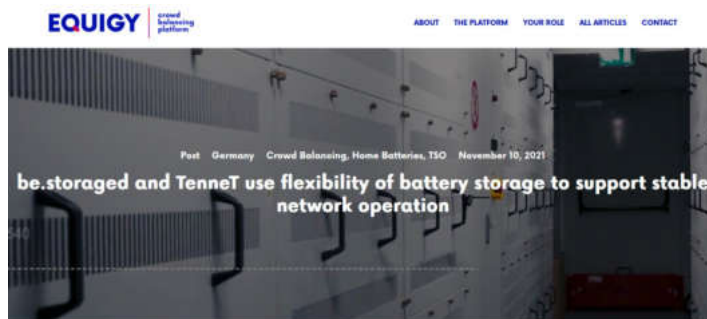 EQUIGY
crowd
balancing
platform
ABOUT THE PLATFORM YOUR ROLE ALL ARTICLES CONTACT
Post Germany Crowd Balancing, Home Batteries, TSO November 10, 2021
be.storaged and TenneT use flexibility of battery storage to support stable
network operation